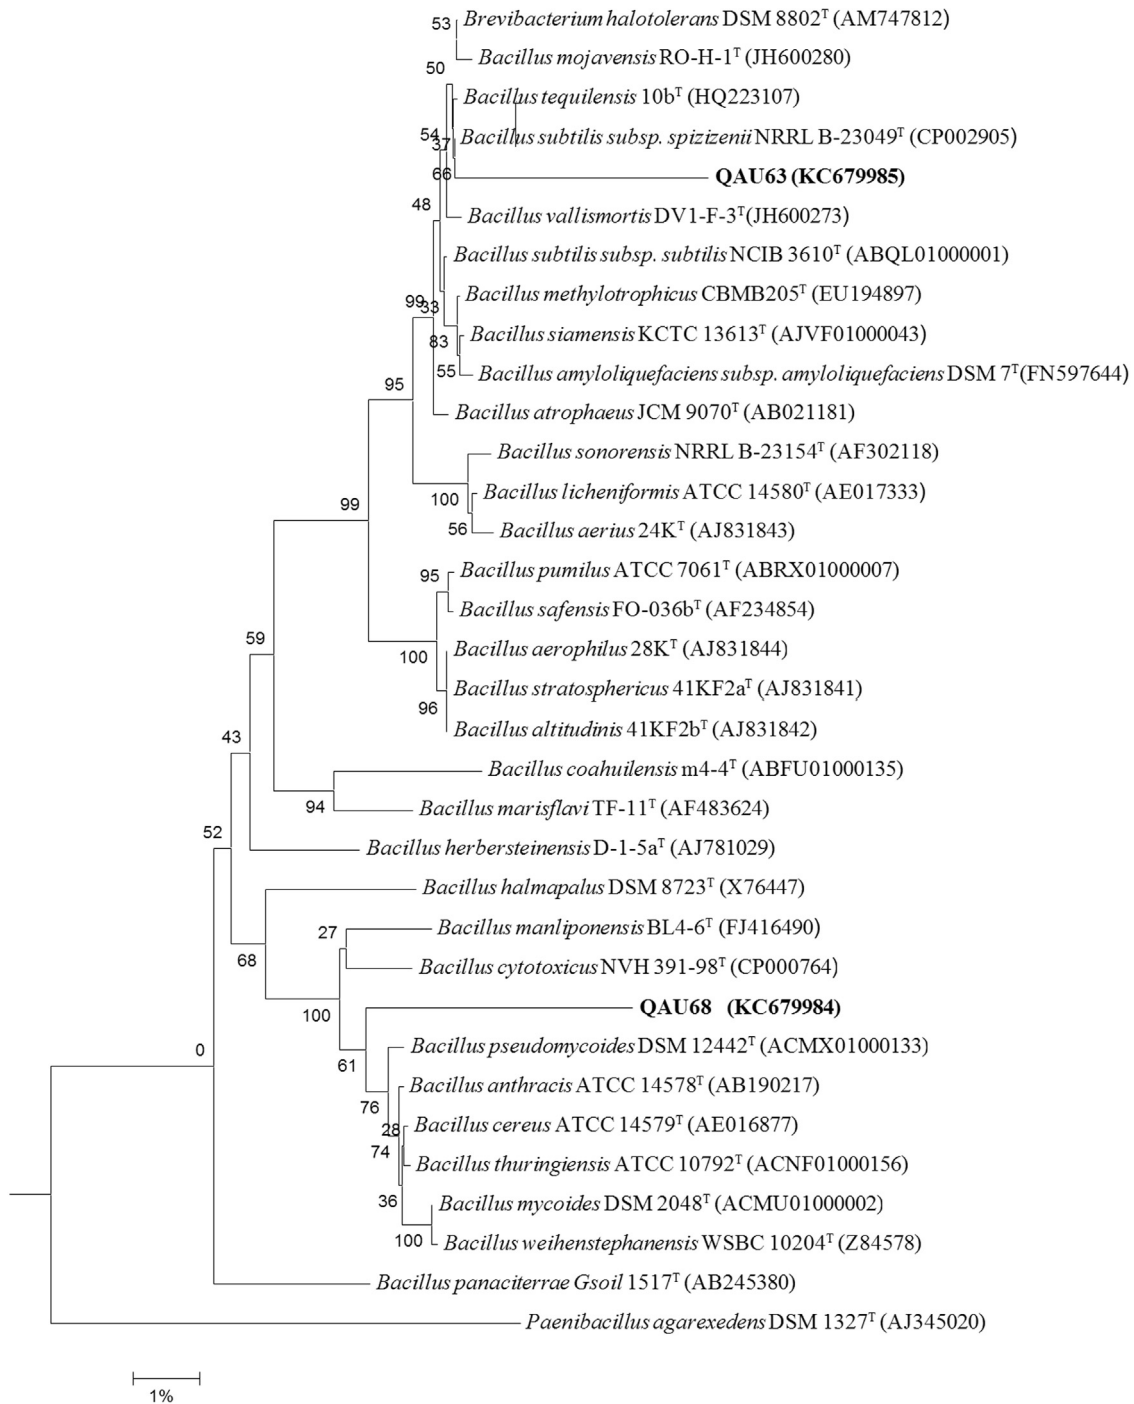 53 Brevibacterium halotolerans DSM 8802ᵀ (AM747812)
Bacillus mojavensis RO-H-1ᵀ (JH600280)
50
Bacillus tequilensis 10bᵀ (HQ223107)
54 Bacillus subtilis subsp. spizizenii NRRL B-23049ᵀ (CP002905)
37
66 QAU63 (KC679985)
48 Bacillus vallismortis DV1-F-3ᵀ(JH600273)
Bacillus subtilis subsp. subtilis NCIB 3610ᵀ (ABQL01000001)
Bacillus methylotrophicus CBMB205ᵀ (EU194897)
99 33
Bacillus siamensis KCTC 13613ᵀ (AJVF01000043)
83
55 Bacillus amyloliquefaciens subsp. amyloliquefaciens DSM 7ᵀ(FN597644)
95
Bacillus atrophaeus JCM 9070ᵀ (AB021181)
Bacillus sonorensis NRRL B-23154ᵀ (AF302118)
100 Bacillus licheniformis ATCC 14580ᵀ (AE017333)
99
56 Bacillus aerius 24Kᵀ (AJ831843)
95 Bacillus pumilus ATCC 7061ᵀ (ABRX01000007)
Bacillus safensis FO-036bᵀ (AF234854)
59
100 Bacillus aerophilus 28Kᵀ (AJ831844)
Bacillus stratosphericus 41KF2aᵀ (AJ831841)
96
Bacillus altitudinis 41KF2bᵀ (AJ831842)
43
Bacillus coahuilensis m4-4ᵀ (ABFU01000135)
94 Bacillus marisflavi TF-11ᵀ (AF483624)
52
Bacillus herbersteinensis D-1-5aᵀ (AJ781029)
Bacillus halmapalus DSM 8723ᵀ (X76447)
27 Bacillus manliponensis BL4-6ᵀ (FJ416490)
68 Bacillus cytotoxicus NVH 391-98ᵀ (CP000764)
100 QAU68 (KC679984)
0 Bacillus pseudomycoides DSM 12442ᵀ (ACMX01000133)
61
Bacillus anthracis ATCC 14578ᵀ (AB190217)
76
28 Bacillus cereus ATCC 14579ᵀ (AE016877)
74
Bacillus thuringiensis ATCC 10792ᵀ (ACNF01000156)
36 Bacillus mycoides DSM 2048ᵀ (ACMU01000002)
100 Bacillus weihenstephanensis WSBC 10204ᵀ (Z84578)
Bacillus panaciterrae Gsoil 1517ᵀ (AB245380)
Paenibacillus agarexedens DSM 1327ᵀ (AJ345020)
1%